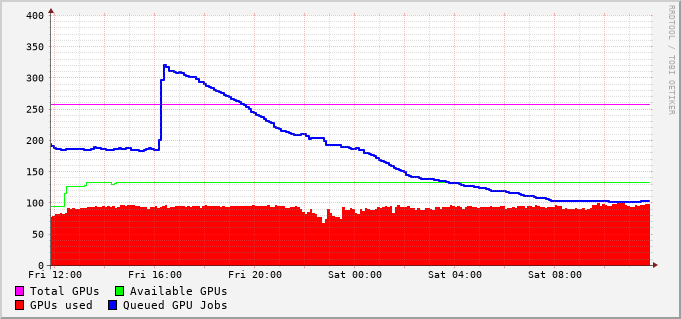 400
350
300
250
200
150
100
50
0
Fri 12:00 Fri 16:00 Fri 20:00 Sat 00:00 Sat 04:00 Sat 08:00
Total GPUs Available GPUs
GPUs used Queued GPU Jobs
RRDTOOL / TOBI OETIKER